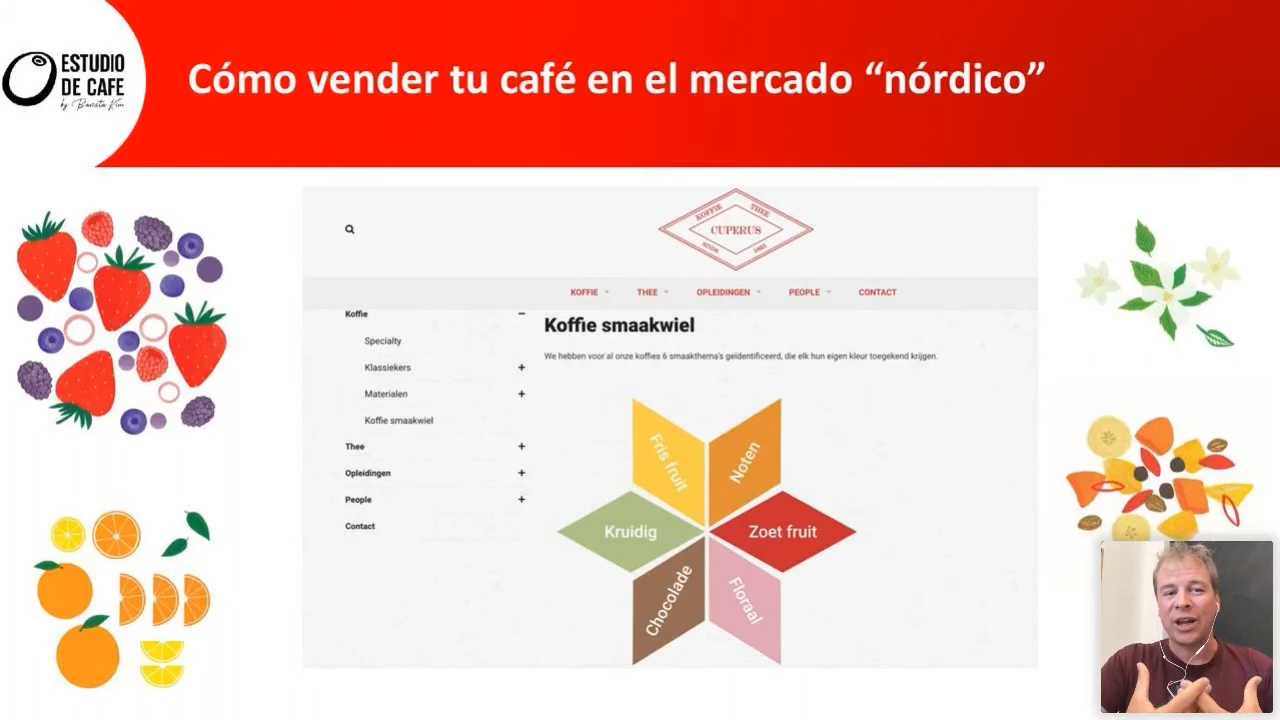 ESTUDIO
DE CAFE
by Barista Kim
Cómo vender tu café en el mercado “nórdico”
KOFFIE THEE
CUPERUS
SINDS 1823
KOFFIE THEE OPLEIDINGEN PEOPLE CONTACT
Koffie
Specialty
Klassiekers
Materialen
Koffie smaakwiel
Thee
Opleidingen
People
Contact
Koffie smaakwiel
We hebben voor al onze koffies 6 smaakthema's geïdentificeerd, die elk hun eigen kleur toegekend krijgen.
Fris fruit
Noten
Kruidig
Zoet fruit
Chocolade
Floraal